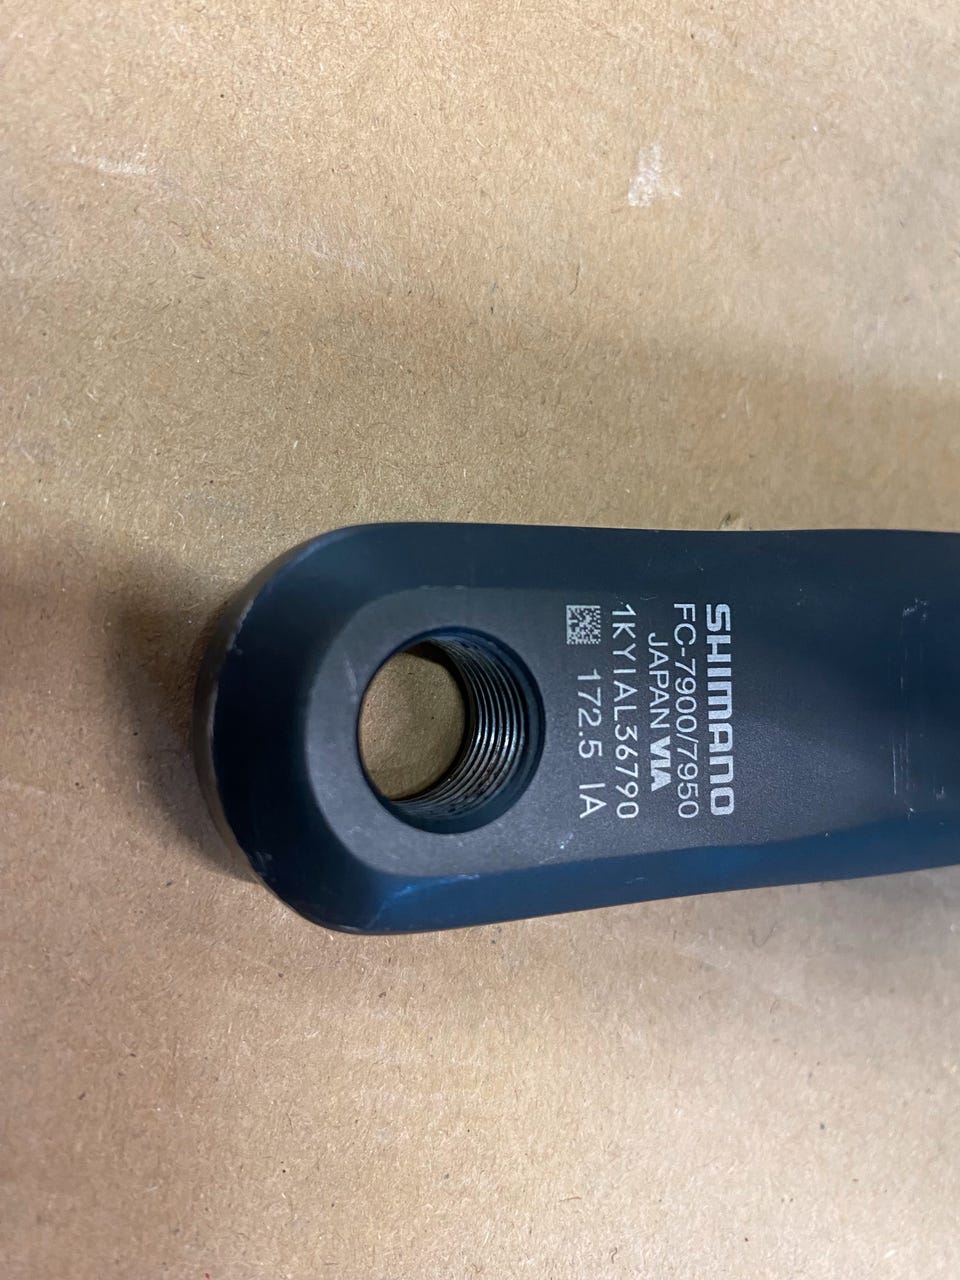 SHIMANO
FC-7900/7950
JAPAN VIA
1KYIAL36790
172.5 IA